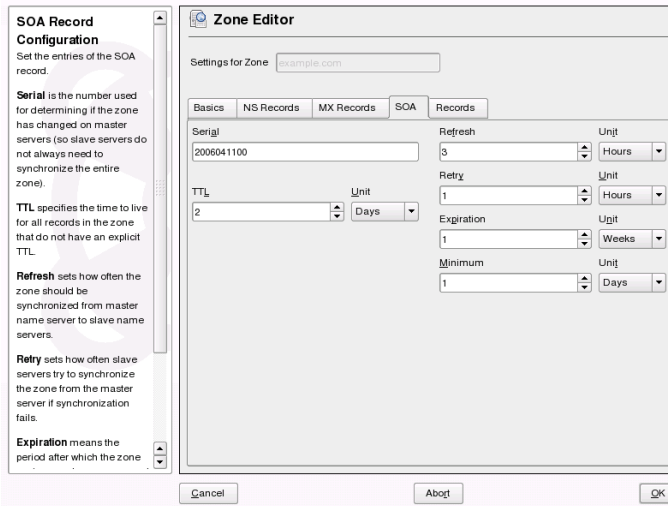 SOA Record
Configuration
Set the entries of the SOA
record.
Serial is the number used
for determining if the zone
has changed on master
servers (so slave servers do
not always need to
synchronize the entire
zone).
TTL specifies the time to live
for all records in the zone
that do not have an explicit
TTL.
Refresh sets how often the
zone should be
synchronized from master
name server to slave name
servers.
Retry sets how often slave
servers try to synchronize
the zone from the master
server if synchronization
fails.
Expiration means the
period after which the zone
Zone Editor
Settings for Zone example.com
Basics NS Records MX Records SOA Records
Serial
2006041100
TTL Unit
2 Days
Refresh Unit
3 Hours
Retry Unit
1 Hours
Expiration Unit
1 Weeks
Minimum Unit
1 Days
Cancel Abort OK